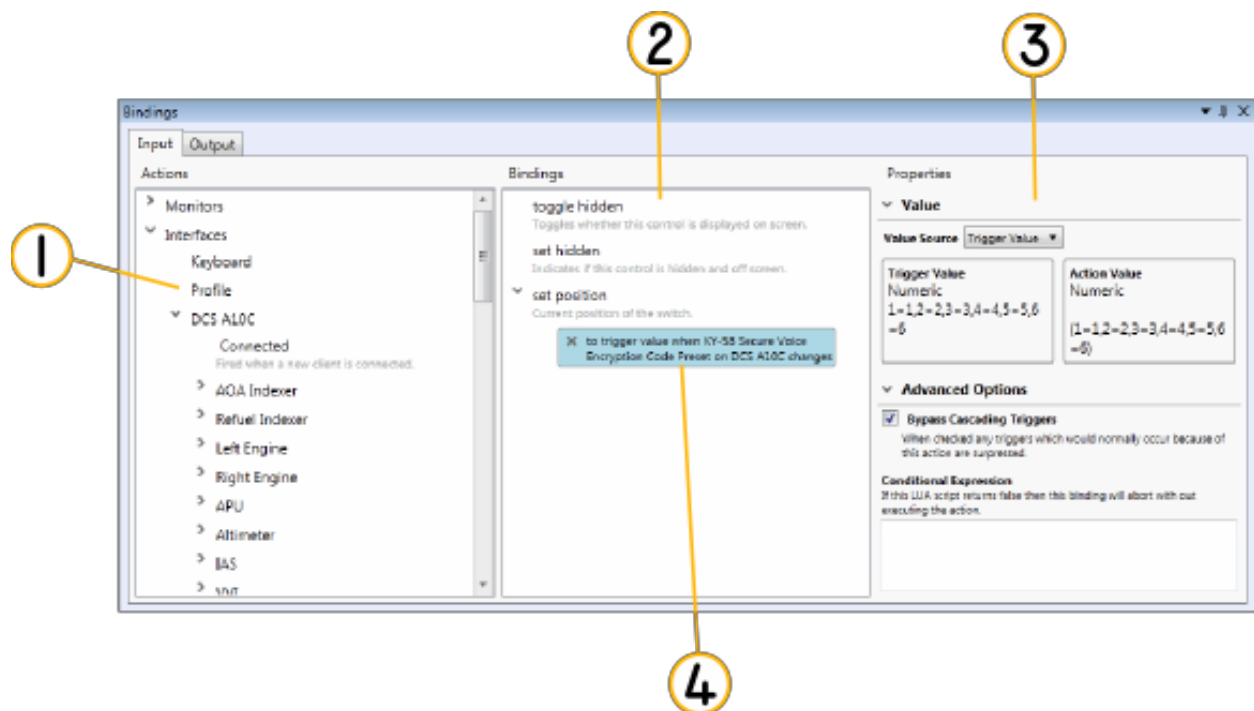 2
3
Bindings
Input Output
Actions
Bindings
Properties
1
Monitors
Interfaces
Keyboard
Profile
DCS A10C
Connected
Fired when a new client is connected.
AOA Indexer
Refuel Indexer
Left Engine
Right Engine
APU
Altimeter
IAS
toggle hidden
Toggles whether this control is displayed on screen.
set hidden
Indicates if this control is hidden and off screen.
set position
Current position of the switch.
to trigger value when KY-58 Secure Voice
Encryption Code Preset on DCS A10C changes
Value
Value Source Trigger Value
Trigger Value
Numeric
1=1,2=2,3=3,4=4,5=5,6
=6
Action Value
Numeric
(1=1,2=2,3=3,4=4,5=5,6
=6)
Advanced Options
Bypass Cascading Triggers
When checked any triggers which would normally occur because of
this action are surpressed.
Conditional Expression
If this LUA script returns false then this binding will abort with out
executing the action.
4